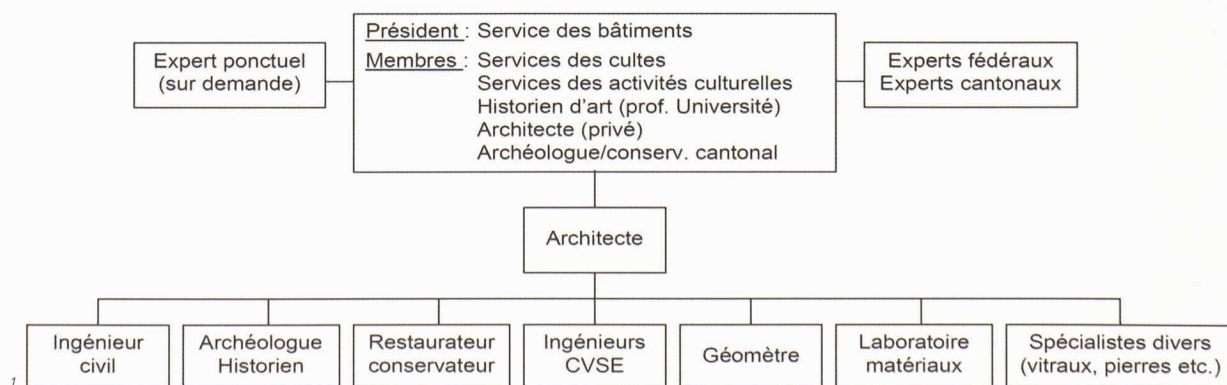 Expert ponctuel
(sur demande)
Président : Service des bâtiments
Membres : Services des cultes
Services des activités culturelles
Historien d'art (prof. Université)
Architecte (privé)
Archéologue/conserv. cantonal
Experts fédéraux
Experts cantonaux
Architecte
Ingénieur
civil
Archéologue
Historien
Restaurateur
conservateur
Ingénieurs
CVSE
Géomètre
Laboratoire
matériaux
Spécialistes divers
(vitraux, pierres etc.)
1